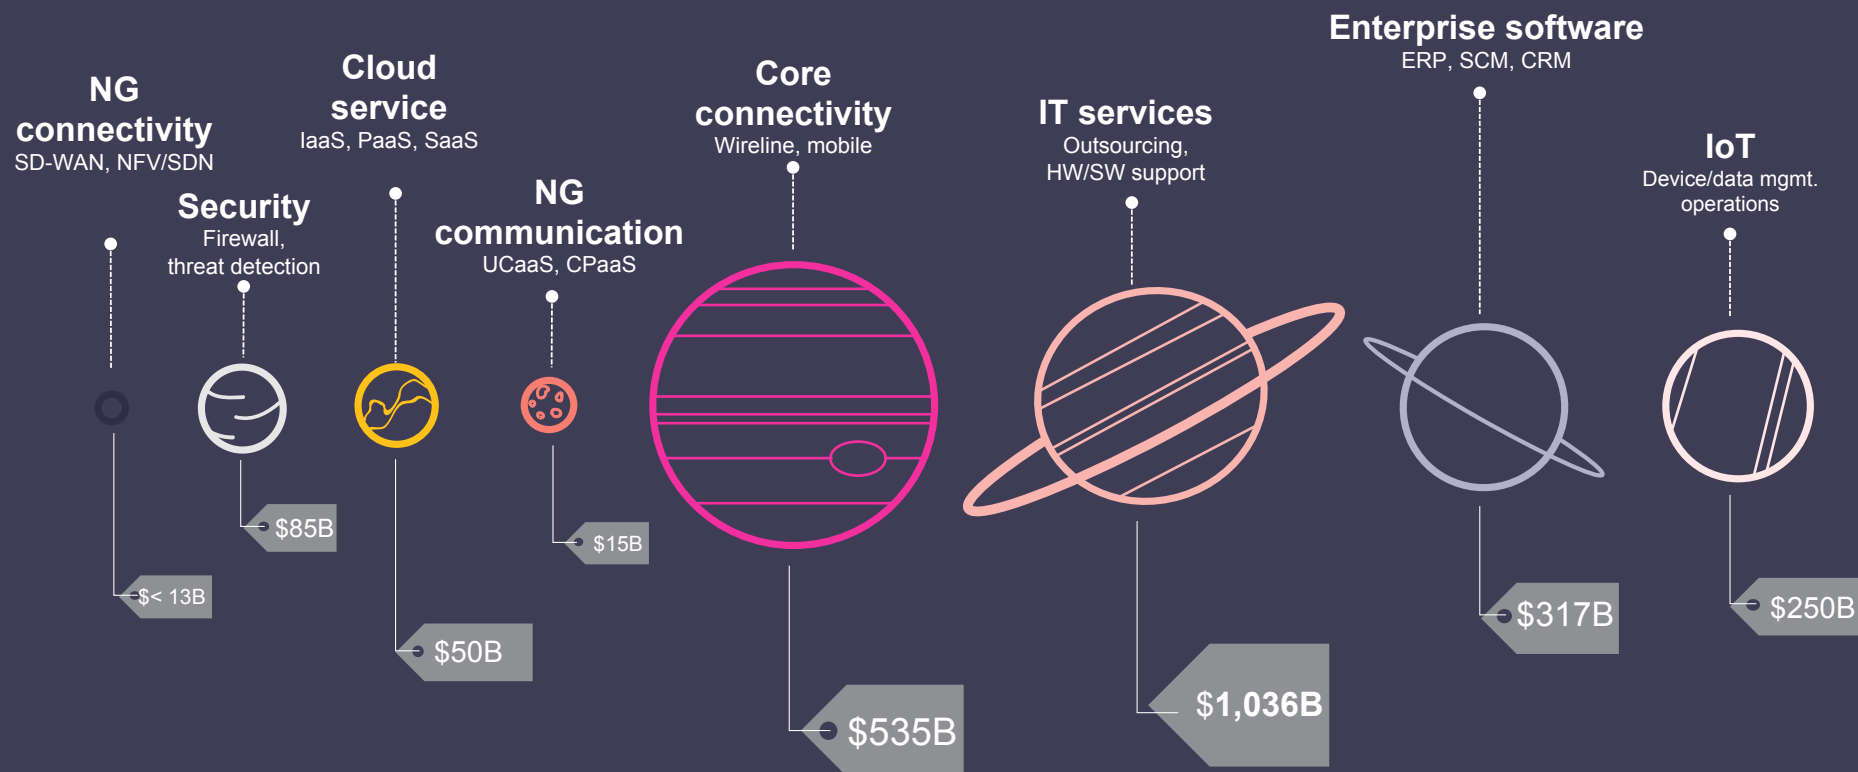 NG
connectivity
SD-WAN, NFV/SDN
$< 13B
Security
Firewall,
threat detection
$85B
Cloud
service
IaaS, PaaS, SaaS
$50B
NG
communication
UCaaS, CPaaS
$15B
Core
connectivity
Wireline, mobile
$535B
IT services
Outsourcing,
HW/SW support
$1,036B
Enterprise software
ERP, SCM, CRM
$317B
IoT
Device/data mgmt.
operations
$250B